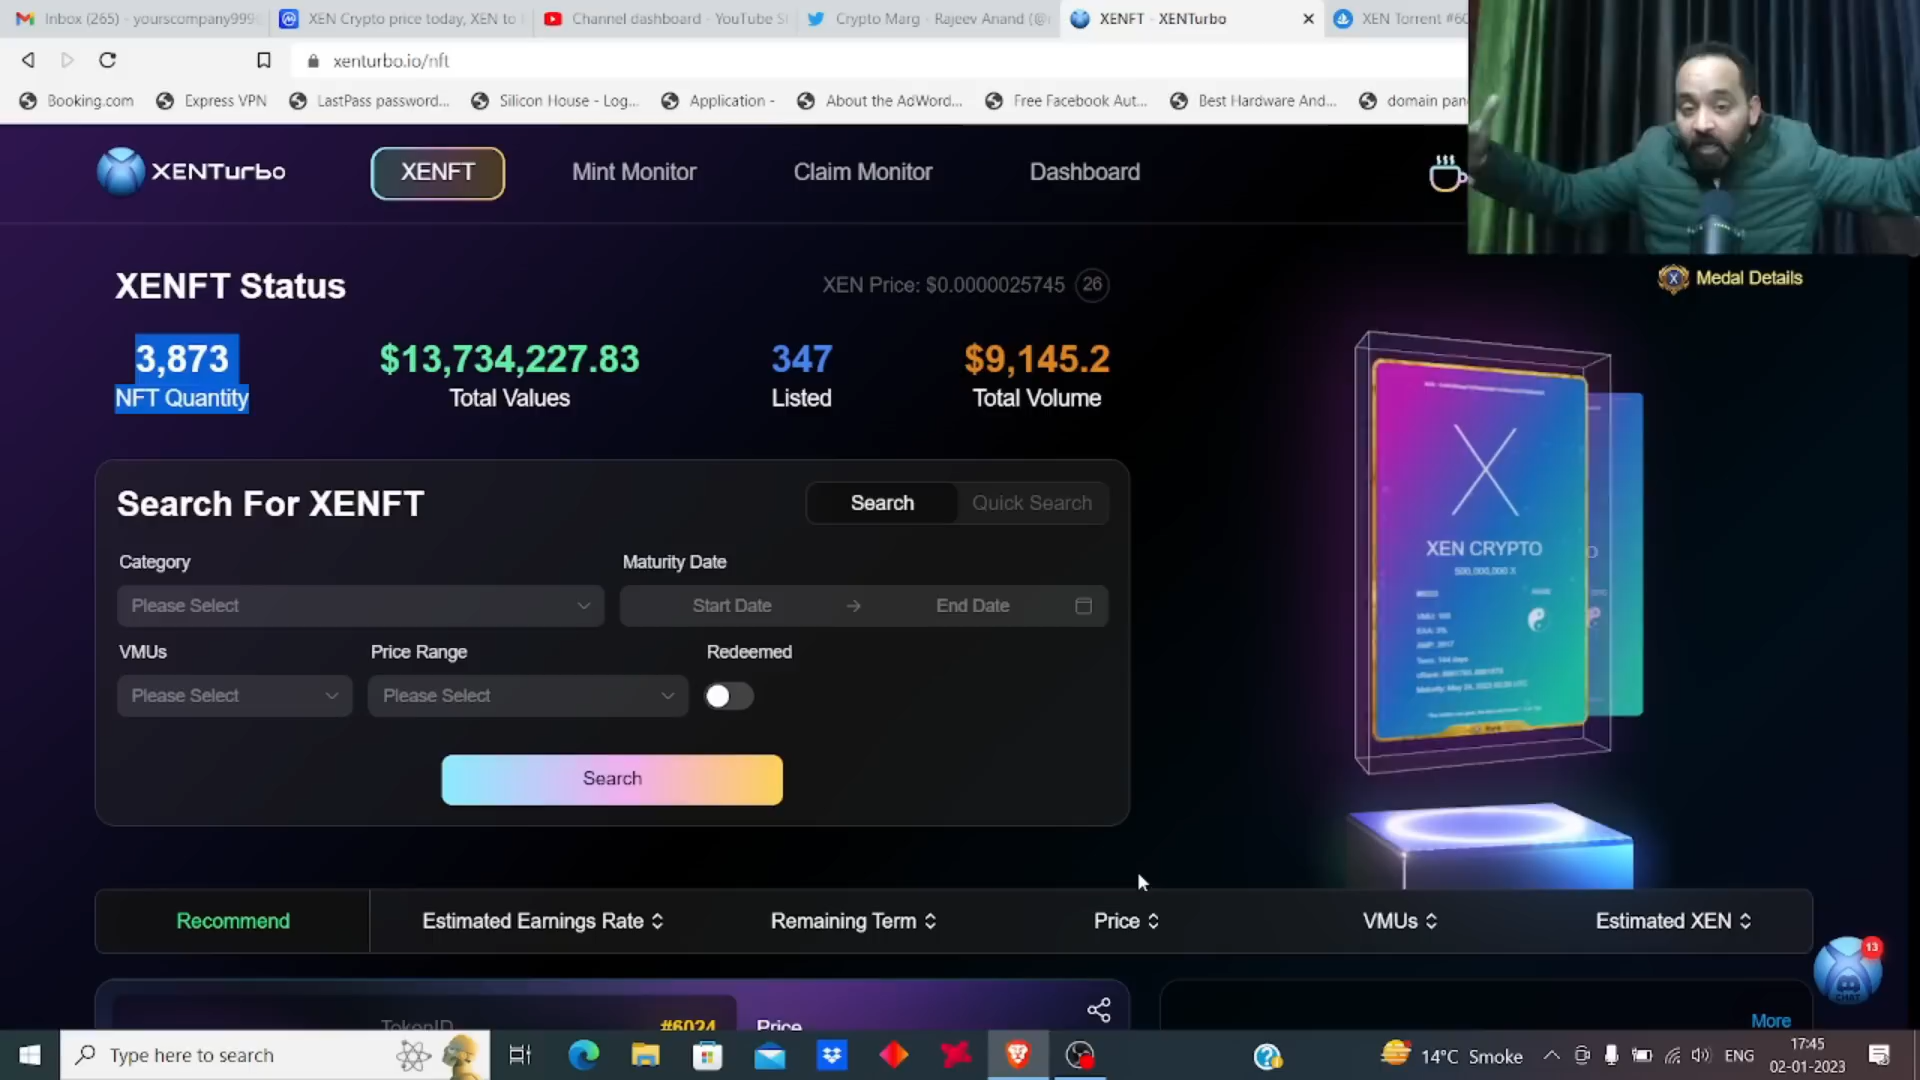 Inbox (265) - yourscompany999
XEN Crypto price today, XEN to
Channel dashboard - YouTube S
Crypto Marg - Rajeev Anand (@
XENFT - XENTurbo
XEN Torrent #60
xenturbo.io/nft
Booking.com
Express VPN
LastPass password...
Silicon House - Log...
Application -
About the AdWord...
Free Facebook Aut...
Best Hardware And...
domain pan
XENTurbo
XENFT
Mint Monitor
Claim Monitor
Dashboard
XENFT Status
XEN Price: $0.0000025745
26
Medal Details
3,873
NFT Quantity
$13,734,227.83
Total Values
347
Listed
$9,145.2
Total Volume
X
XEN CRYPTO
500,000,000 X
Search For XENFT
Search
Quick Search
Category
Please Select
Maturity Date
Start Date
End Date
VMUs
Please Select
Price Range
Please Select
Redeemed
Search
Recommend
Estimated Earnings Rate
Remaining Term
Price
VMUs
Estimated XEN
13
CHAT
TokenID
#6024
Price
More
Type here to search
14°C Smoke
ENG
17:45
02-01-2023